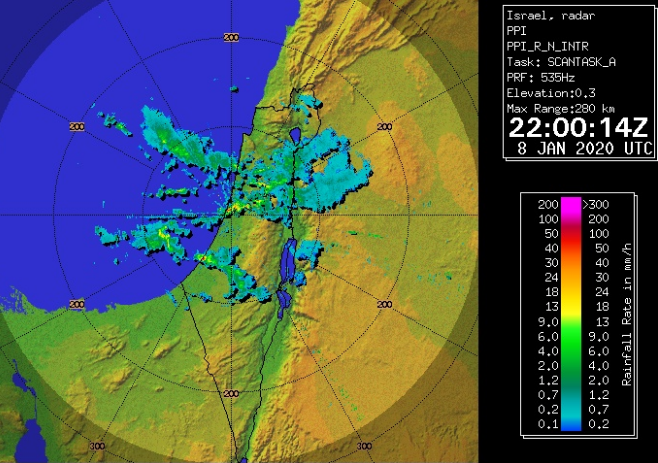 Israel, radar
PPI
PPI_R_N_INTR
Task: SCANTASK_A
PRF: 535Hz
Elevation:0.3
Max Range:280 km
22:00:14Z
8 JAN 2020 UTC
200 >300
100 200
50 100
40 50
30 40
24 30
18 24
13 18
9.0 13
6.0 9.0
4.0 6.0
2.0 4.0
1.2 2.0
0.7 1.2
0.2 0.7
0.1 0.2
Rainfall Rate in mm/h
200
200
200
200
200
200
300
300